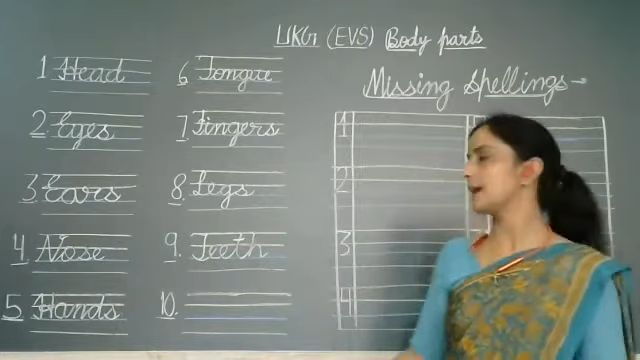 UKG (EVS) Body parts
1 Head
2. Eyes
3. Ears
4. Nose
5. Hands
6. Tongue
7. Fingers
8. Legs
9. Teeth
10.
Missing Spellings →
1
2
3
4